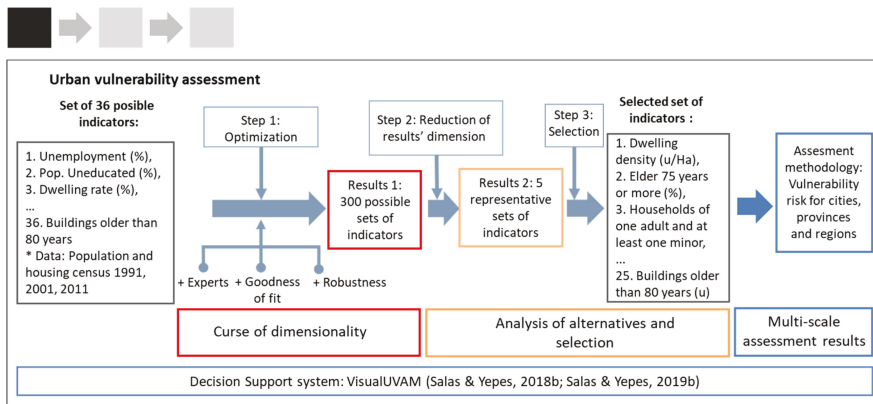 Urban vulnerability assessment
Set of 36 posible
indicators:
1. Unemployment (%),
2. Pop. Uneducated (%),
3. Dwelling rate (%),
...
36. Buildings older than
80 years
* Data: Population and
housing census 1991,
2001, 2011
Step 1:
Optimization
+ Experts
+ Goodness
of fit
+ Robustness
Results 1:
300 possible
sets of
indicators
Step 2: Reduction of
results' dimension
Results 2: 5
representative
sets of
indicators
Step 3:
Selection
Selected set of
indicators :
1. Dwelling
density (u/Ha),
2. Elder 75 years
or more (%),
3. Households of
one adult and at
least one minor,
...
25. Buildings older
than 80 years (u)
Assesment
methodology:
Vulnerability
risk for cities,
provinces
and regions
Curse of dimensionality
Analysis of alternatives and
selection
Multi-scale
assessment results
Decision Support system: VisualUVAM (Salas & Yepes, 2018b; Salas & Yepes, 2019b)